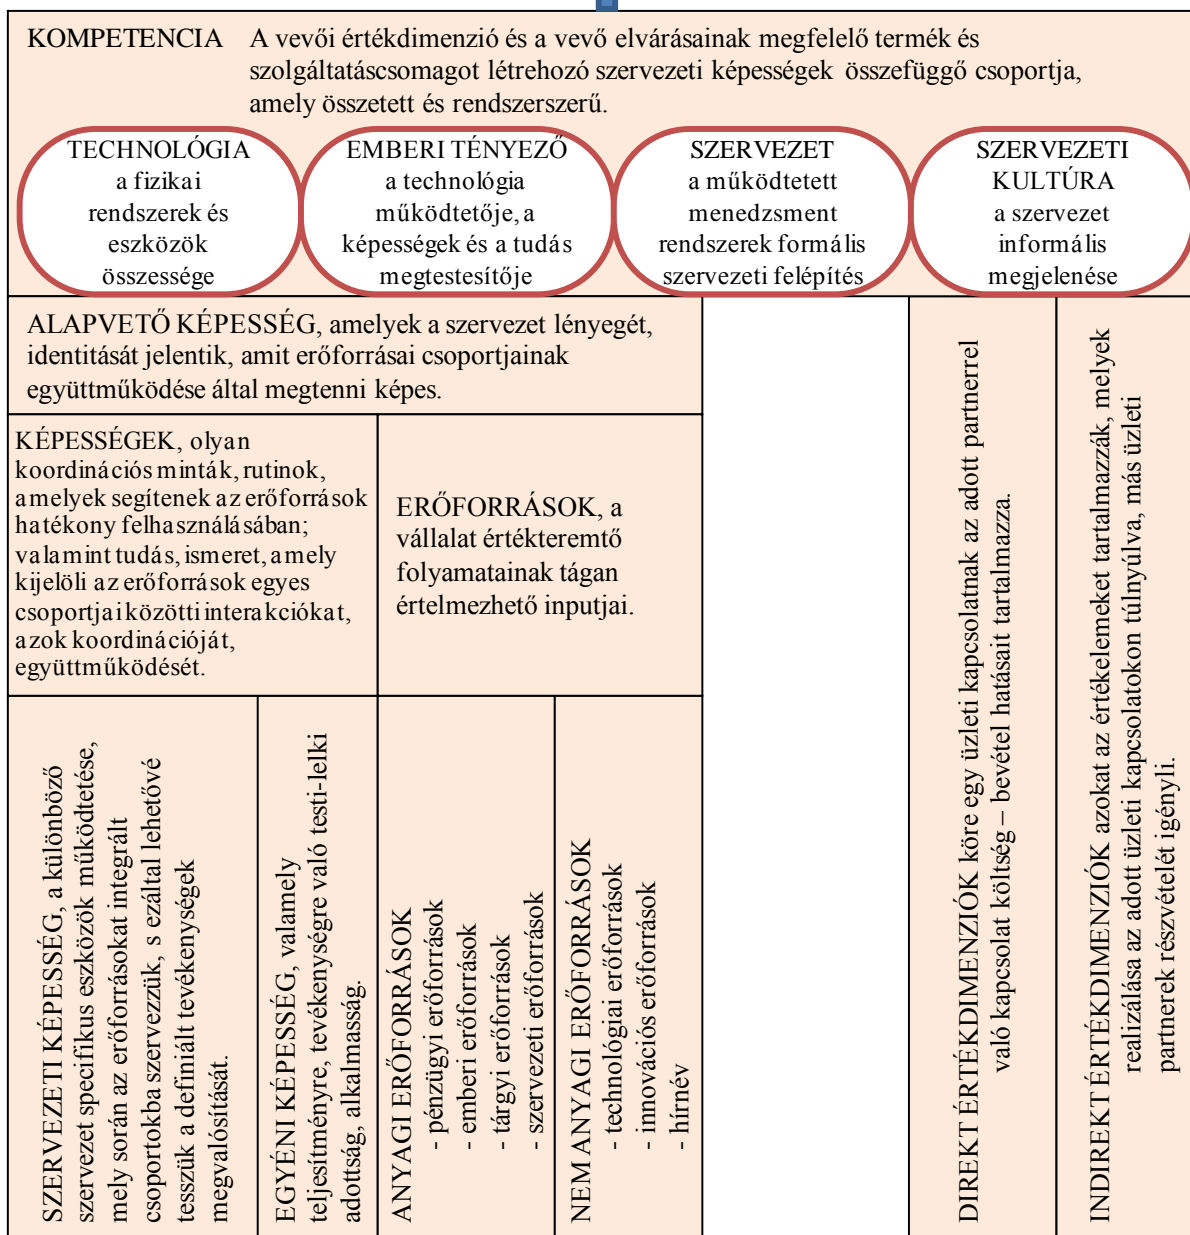 KOMPETENCIA A vevői értékdimenzió és a vevő elvárásainak megfelelő termék és
szolgáltatáscsomagot létrehozó szervezeti képességek összefüggő csoportja,
amely összetett és rendszerszerű.
TECHNOLÓGIA
a fizikai
rendszerek és
eszközök
összessége
EMBERI TÉNYEZŐ
a technológia
működtetője, a
képességek és a tudás
megtestesítője
SZERVEZET
a működtetett
menedzsment
rendszerek formális
szervezeti felépítés
SZERVEZETI
KULTÚRA
a szervezet
informális
megjelenése
ALAPVETŐ KÉPESSÉG, amelyek a szervezet lényegét,
identitását jelentik, amit erőforrásai csoportjainak
együttműködése által megtenni képes.
KÉPESSÉGEK, olyan
koordinációs minták, rutinok,
amelyek segítenek az erőforrások
hatékony felhasználásában;
valamint tudás, ismeret, amely
kijelöli az erőforrások egyes
csoportjai közötti interakciókat,
azok koordinációját,
együttműködését.
ERŐFORRÁSOK, a
vállalat értékteremtő
folyamatainak tágan
értelmezhető inputjai.
SZERVEZETI KÉPESSÉG, a különböző
szervezet specifikus eszközök működtetése,
mely során az erőforrásokat integrált
csoportokba szervezzük, s ezáltal lehetővé
tesszük a definiált tevékenységek
megvalósítását.
EGYÉNI KÉPESSÉG, valamely
teljesítményre, tevékenységre való testi-lelki
adottság, alkalmasság.
ANYAGI ERŐFORRÁSOK
- pénzügyi erőforrások
- emberi erőforrások
- tárgyi erőforrások
- szervezeti erőforrások
NEM ANYAGI ERŐFORRÁSOK
- technológiai erőforrások
- innovációs erőforrások
- hírnév
DIREKT ÉRTÉKDIMENZIÓK köre egy üzleti kapcsolatnak az adott partnerrel
való kapcsolat költség – bevétel hatásait tartalmazza.
INDIREKT ÉRTÉKDIMENZIÓK azokat az értékelemeket tartalmazzák, melyek
realizálása az adott üzleti kapcsolatokon túlnyúlva, más üzleti
partnerek részvételét igényli.